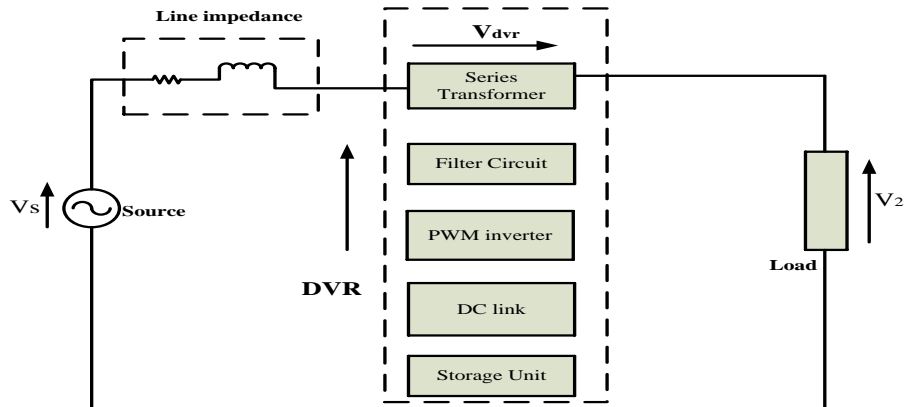 Line impedance
Vdvr
Series
Transformer
Filter Circuit
VS
Source
PWM inverter
V2
Load
DVR
DC link
Storage Unit